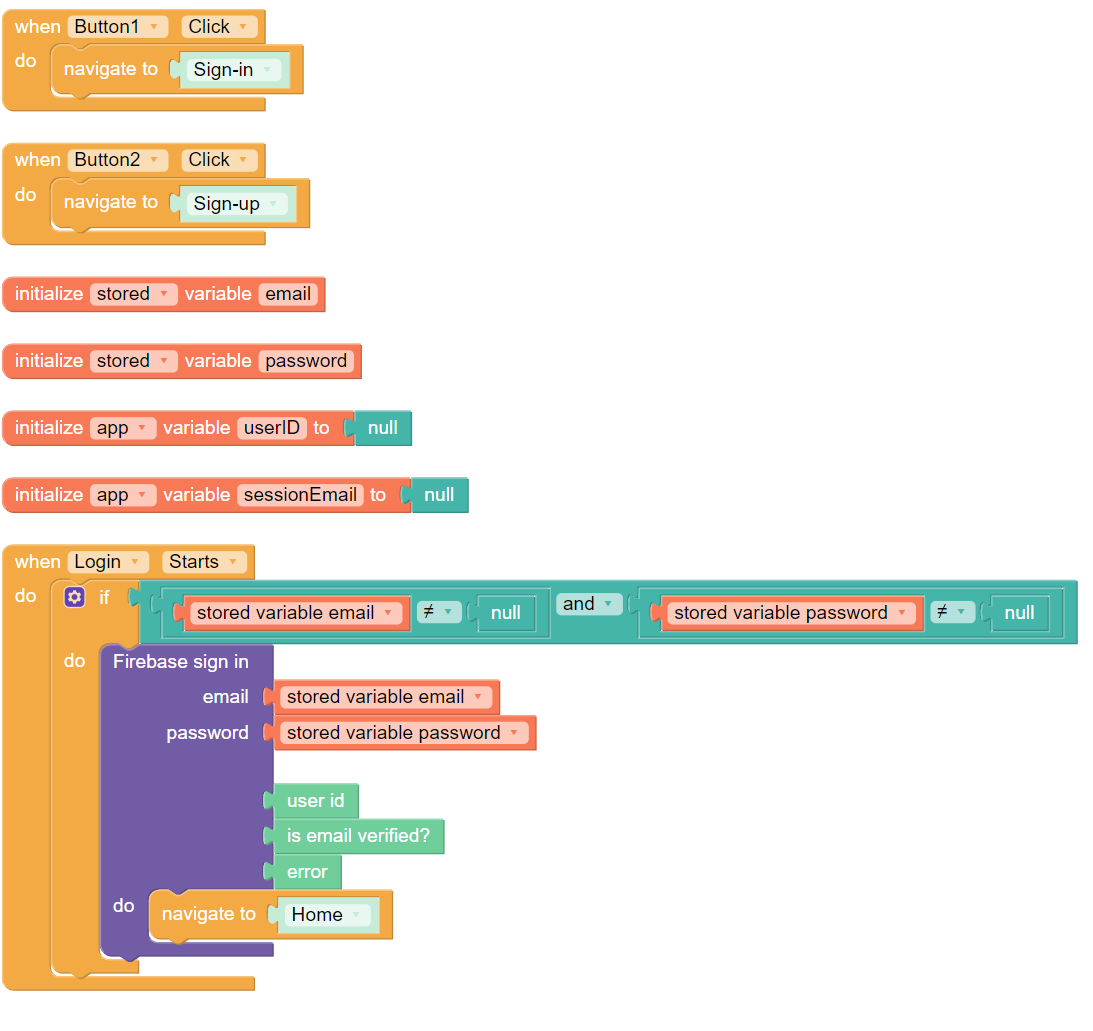 when Button1 Click
do navigate to Sign-in
when Button2 Click
do navigate to Sign-up
initialize stored variable email
initialize stored variable password
initialize app variable userID to null
initialize app variable sessionEmail to null
when Login Starts
do if stored variable email ≠ null and stored variable password ≠ null
do Firebase sign in
email stored variable email
password stored variable password
user id
is email verified?
error
do navigate to Home